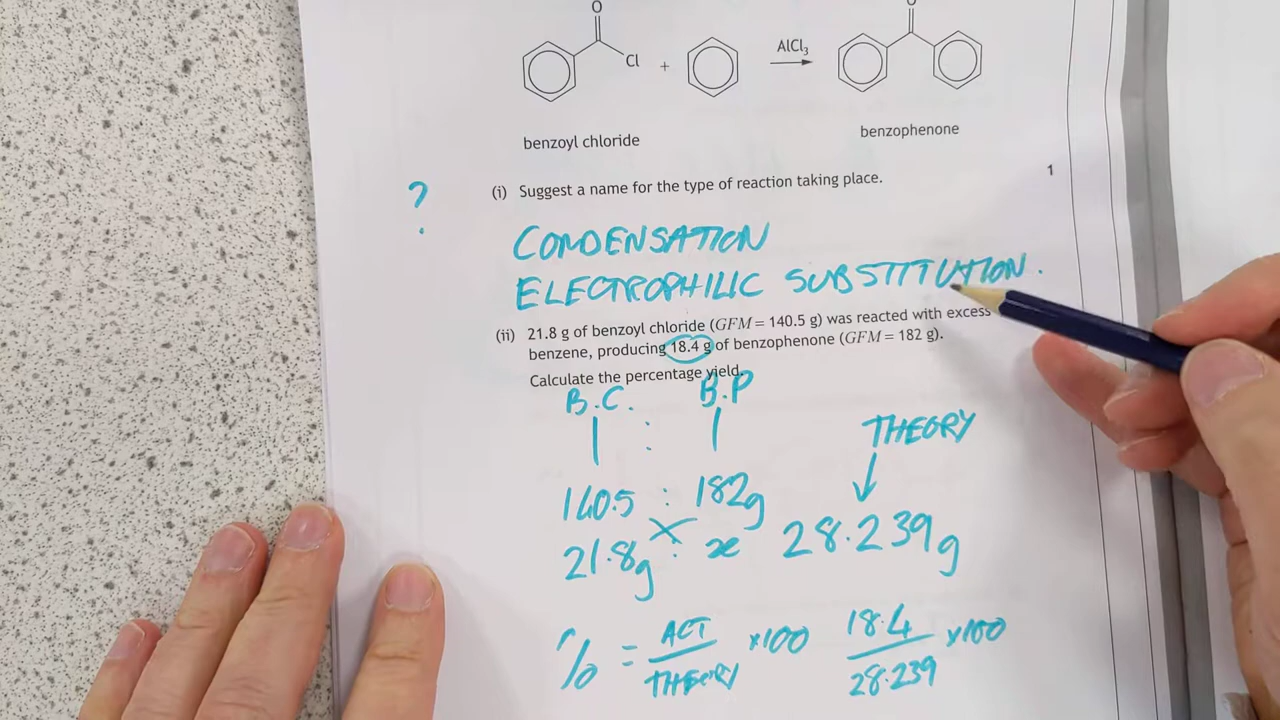 O
O
Cl
+
AlCl3
benzoyl chloride
benzophenone
(i) Suggest a name for the type of reaction taking place.
1
?
CONDENSATION
ELECTROPHILIC SUBSTITUTION.
(ii) 21.8 g of benzoyl chloride (GFM = 140.5 g) was reacted with excess
benzene, producing 18.4 g of benzophenone (GFM = 182 g).
Calculate the percentage yield.
B.C. B.P
1 : 1
THEORY
140.5 : 182g
21.8g : x 28.239g
% = ACT / THEORY ×100 18.4 / 28.239 ×100